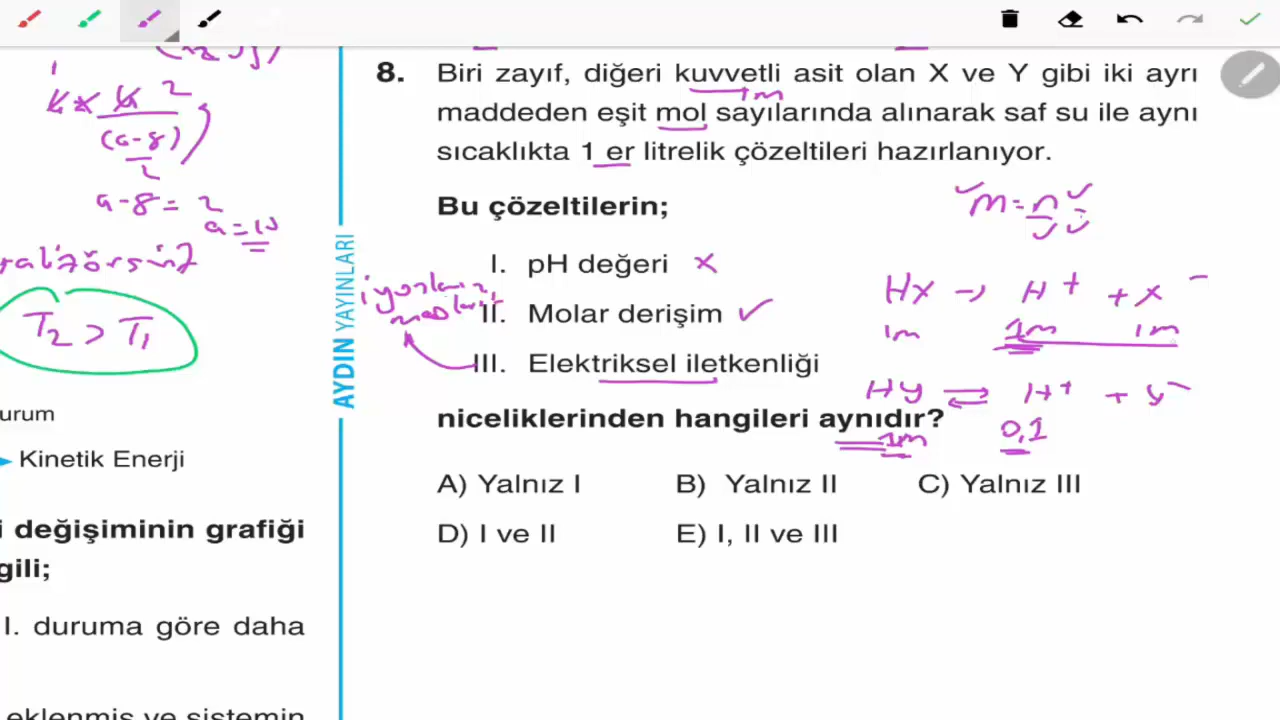 a-8 = 2
a = 10
T2 > T1
urum
Kinetik Enerji
i değişiminin grafiği
gili;
I. duruma göre daha
eklenmiş ve sistemin
AYDIN YAYINLARI
8. Biri zayıf, diğeri kuvvetli asit olan X ve Y gibi iki ayrı
1m
maddeden eşit mol sayılarında alınarak saf su ile aynı
sıcaklıkta 1 er litrelik çözeltileri hazırlanıyor.
Bu çözeltilerin;
m = n
I. pH değeri ✗
II. Molar derişim ✓
III. Elektriksel iletkenliği
HX → H+ + X-
1m 1m 1m
HY ⇌ H+ + Y-
1m 0,1
niceliklerinden hangileri aynıdır?
A) Yalnız I B) Yalnız II C) Yalnız III
D) I ve II E) I, II ve III